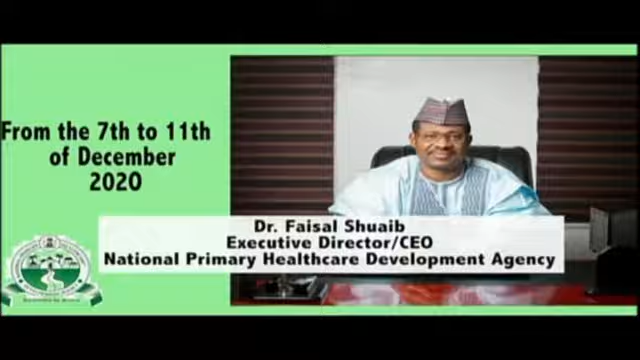 From the 7th to 11th
of December
2020
Dr. Faisal Shuaib
Executive Director/CEO
National Primary Healthcare Development Agency